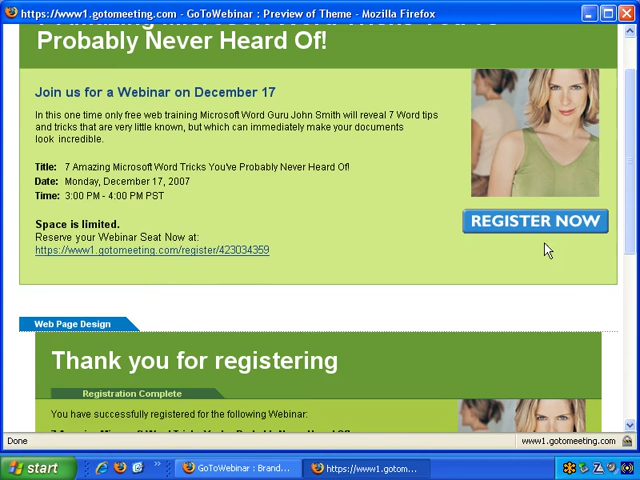 https://www1.gotomeeting.com - GoToWebinar : Preview of Theme - Mozilla Firefox
Probably Never Heard Of!
Join us for a Webinar on December 17
In this one time only free web training Microsoft Word Guru John Smith will reveal 7 Word tips
and tricks that are very little known, but which can immediately make your documents
look incredible.
Title: 7 Amazing Microsoft Word Tricks You've Probably Never Heard Of!
Date: Monday, December 17, 2007
Time: 3:00 PM - 4:00 PM PST
REGISTER NOW
Space is limited.
Reserve your Webinar Seat Now at:
https://www1.gotomeeting.com/register/423034359
Web Page Design
Thank you for registering
Registration Complete
You have successfully registered for the following Webinar:
Done
www1.gotomeeting.com
start
GoToWebinar : Brand...
https://www1.gotom...